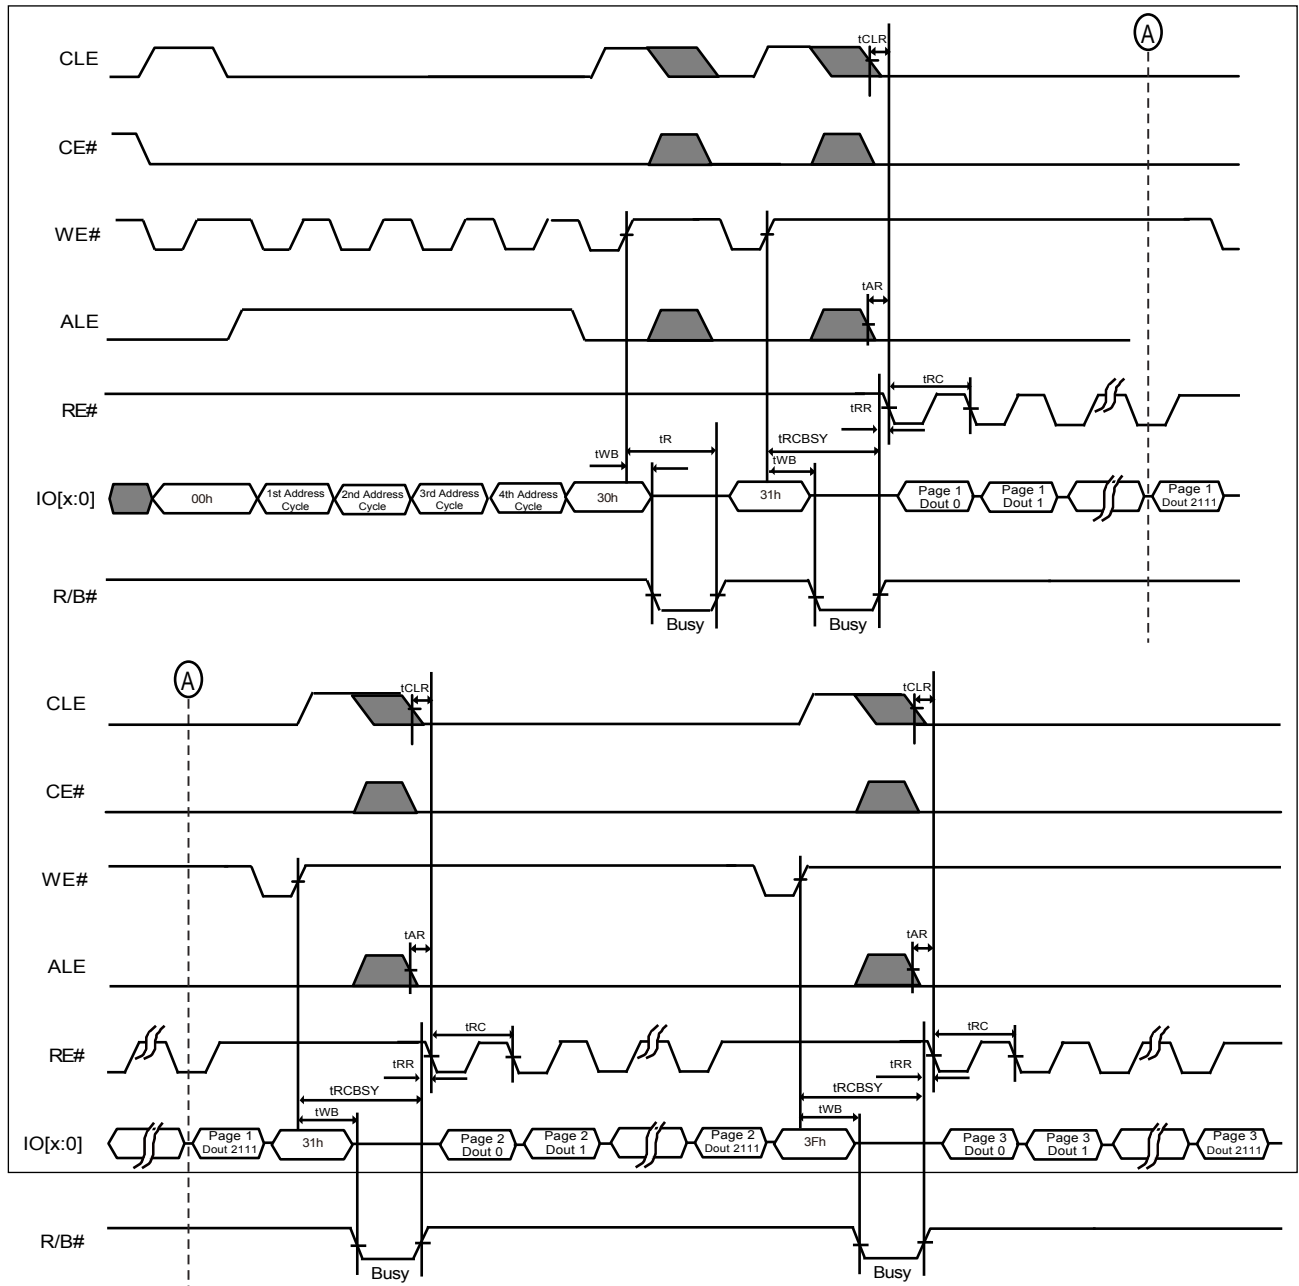 A
tCLR
CLE
CE#
WE#
tAR
ALE
tRC
RE#
tRR
tR
tRCBSY
tWB
tWB
IO[x:0]
00h
1st Address
Cycle
2nd Address
Cycle
3rd Address
Cycle
4th Address
Cycle
30h
31h
Page 1
Dout 0
Page 1
Dout 1
Page 1
Dout 2111
R/B#
Busy
Busy
A
tCLR
tCLR
CLE
CE#
WE#
tAR
tAR
ALE
tRC
tRC
RE#
tRR
tRR
tRCBSY
tRCBSY
tWB
tWB
IO[x:0]
Page 1
Dout 2111
31h
Page 2
Dout 0
Page 2
Dout 1
Page 2
Dout 2111
3Fh
Page 3
Dout 0
Page 3
Dout 1
Page 3
Dout 2111
R/B#
Busy
Busy